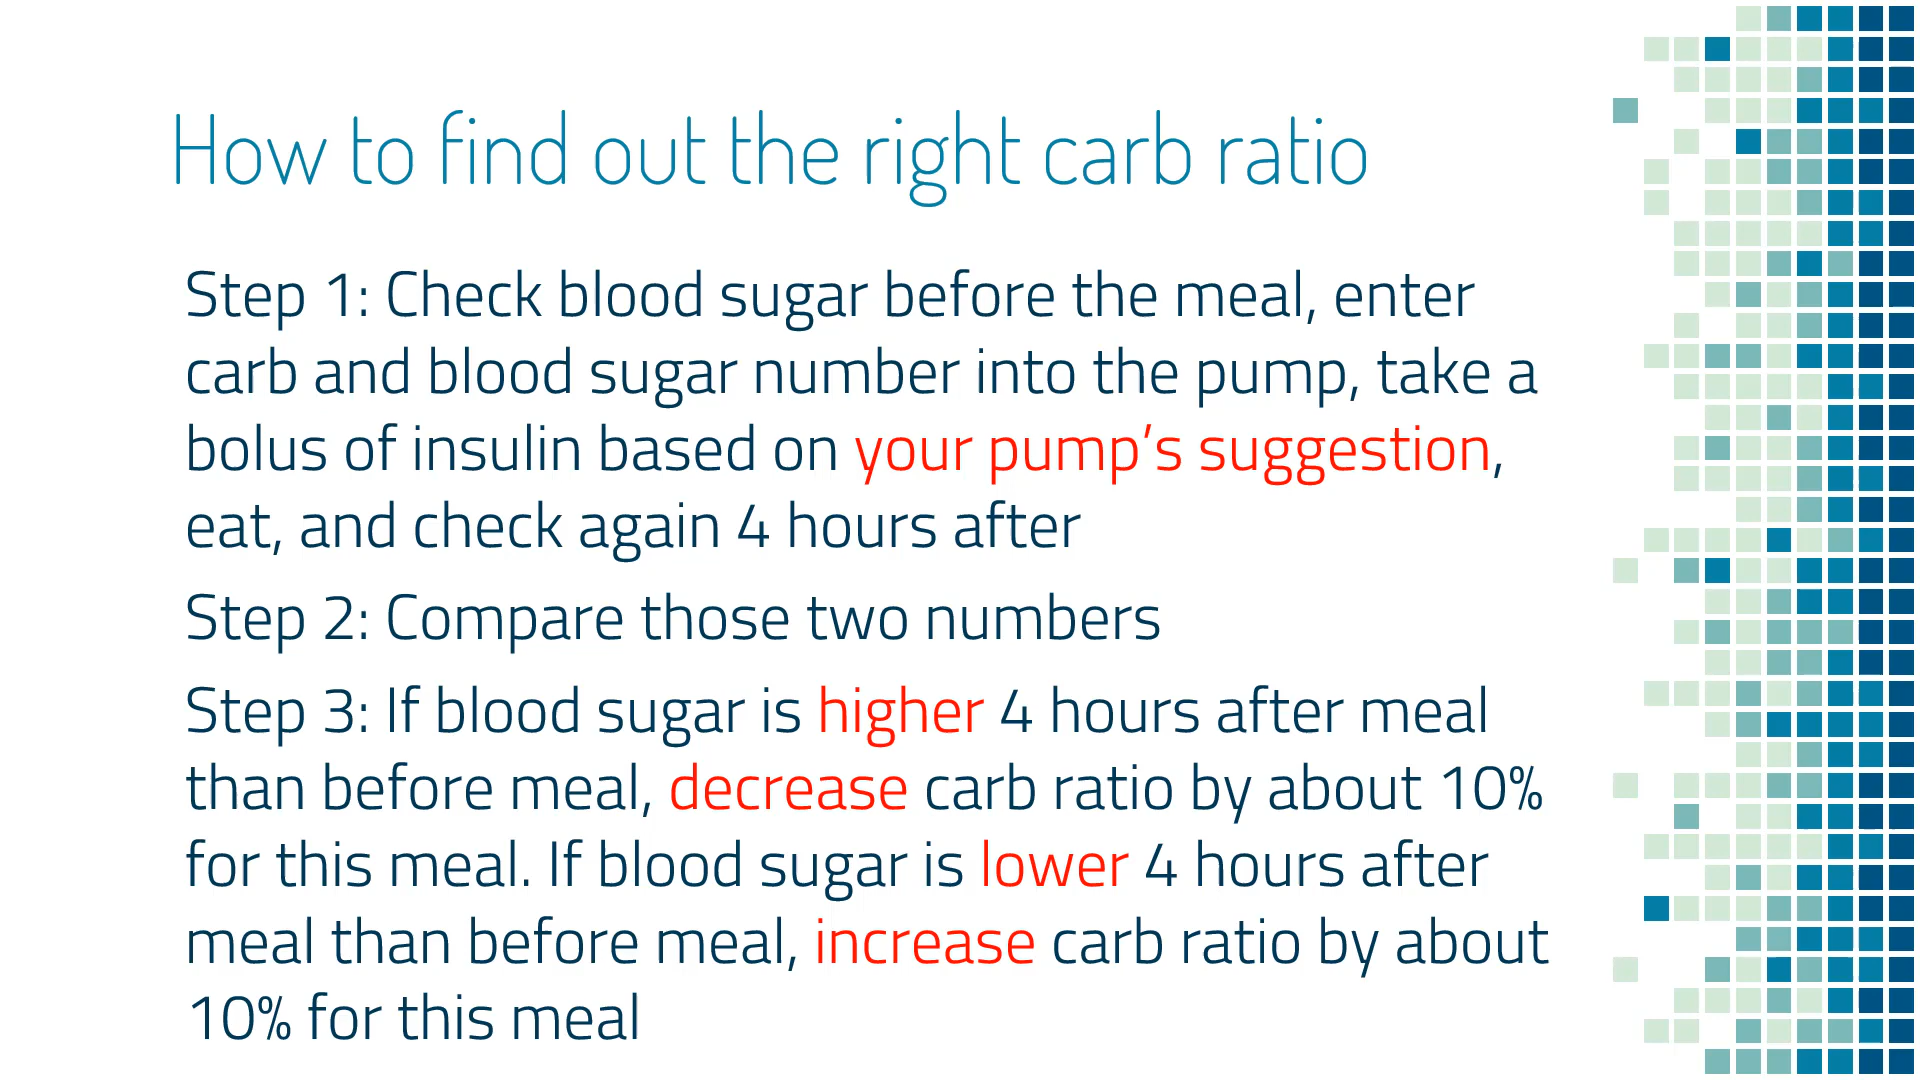 How to find out the right carb ratio
Step 1: Check blood sugar before the meal, enter
carb and blood sugar number into the pump, take a
bolus of insulin based on your pump’s suggestion,
eat, and check again 4 hours after
Step 2: Compare those two numbers
Step 3: If blood sugar is higher 4 hours after meal
than before meal, decrease carb ratio by about 10%
for this meal. If blood sugar is lower 4 hours after
meal than before meal, increase carb ratio by about
10% for this meal